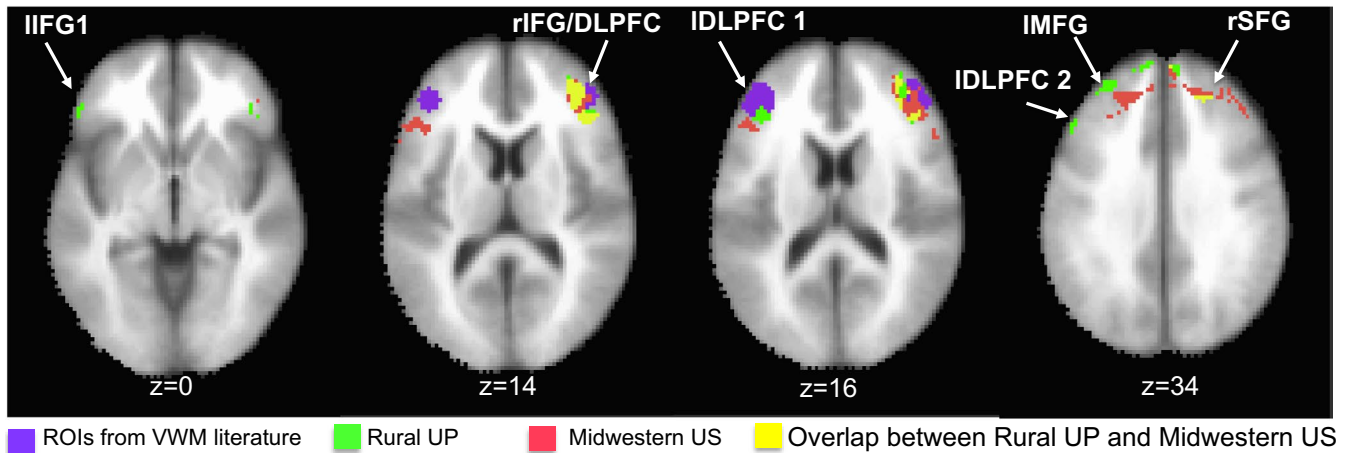 lIFG1
rIFG/DLPFC
lDLPFC 1
lMFG
rSFG
lDLPFC 2
z=0
z=14
z=16
z=34
ROIs from VWM literature
Rural UP
Midwestern US
Overlap between Rural UP and Midwestern US